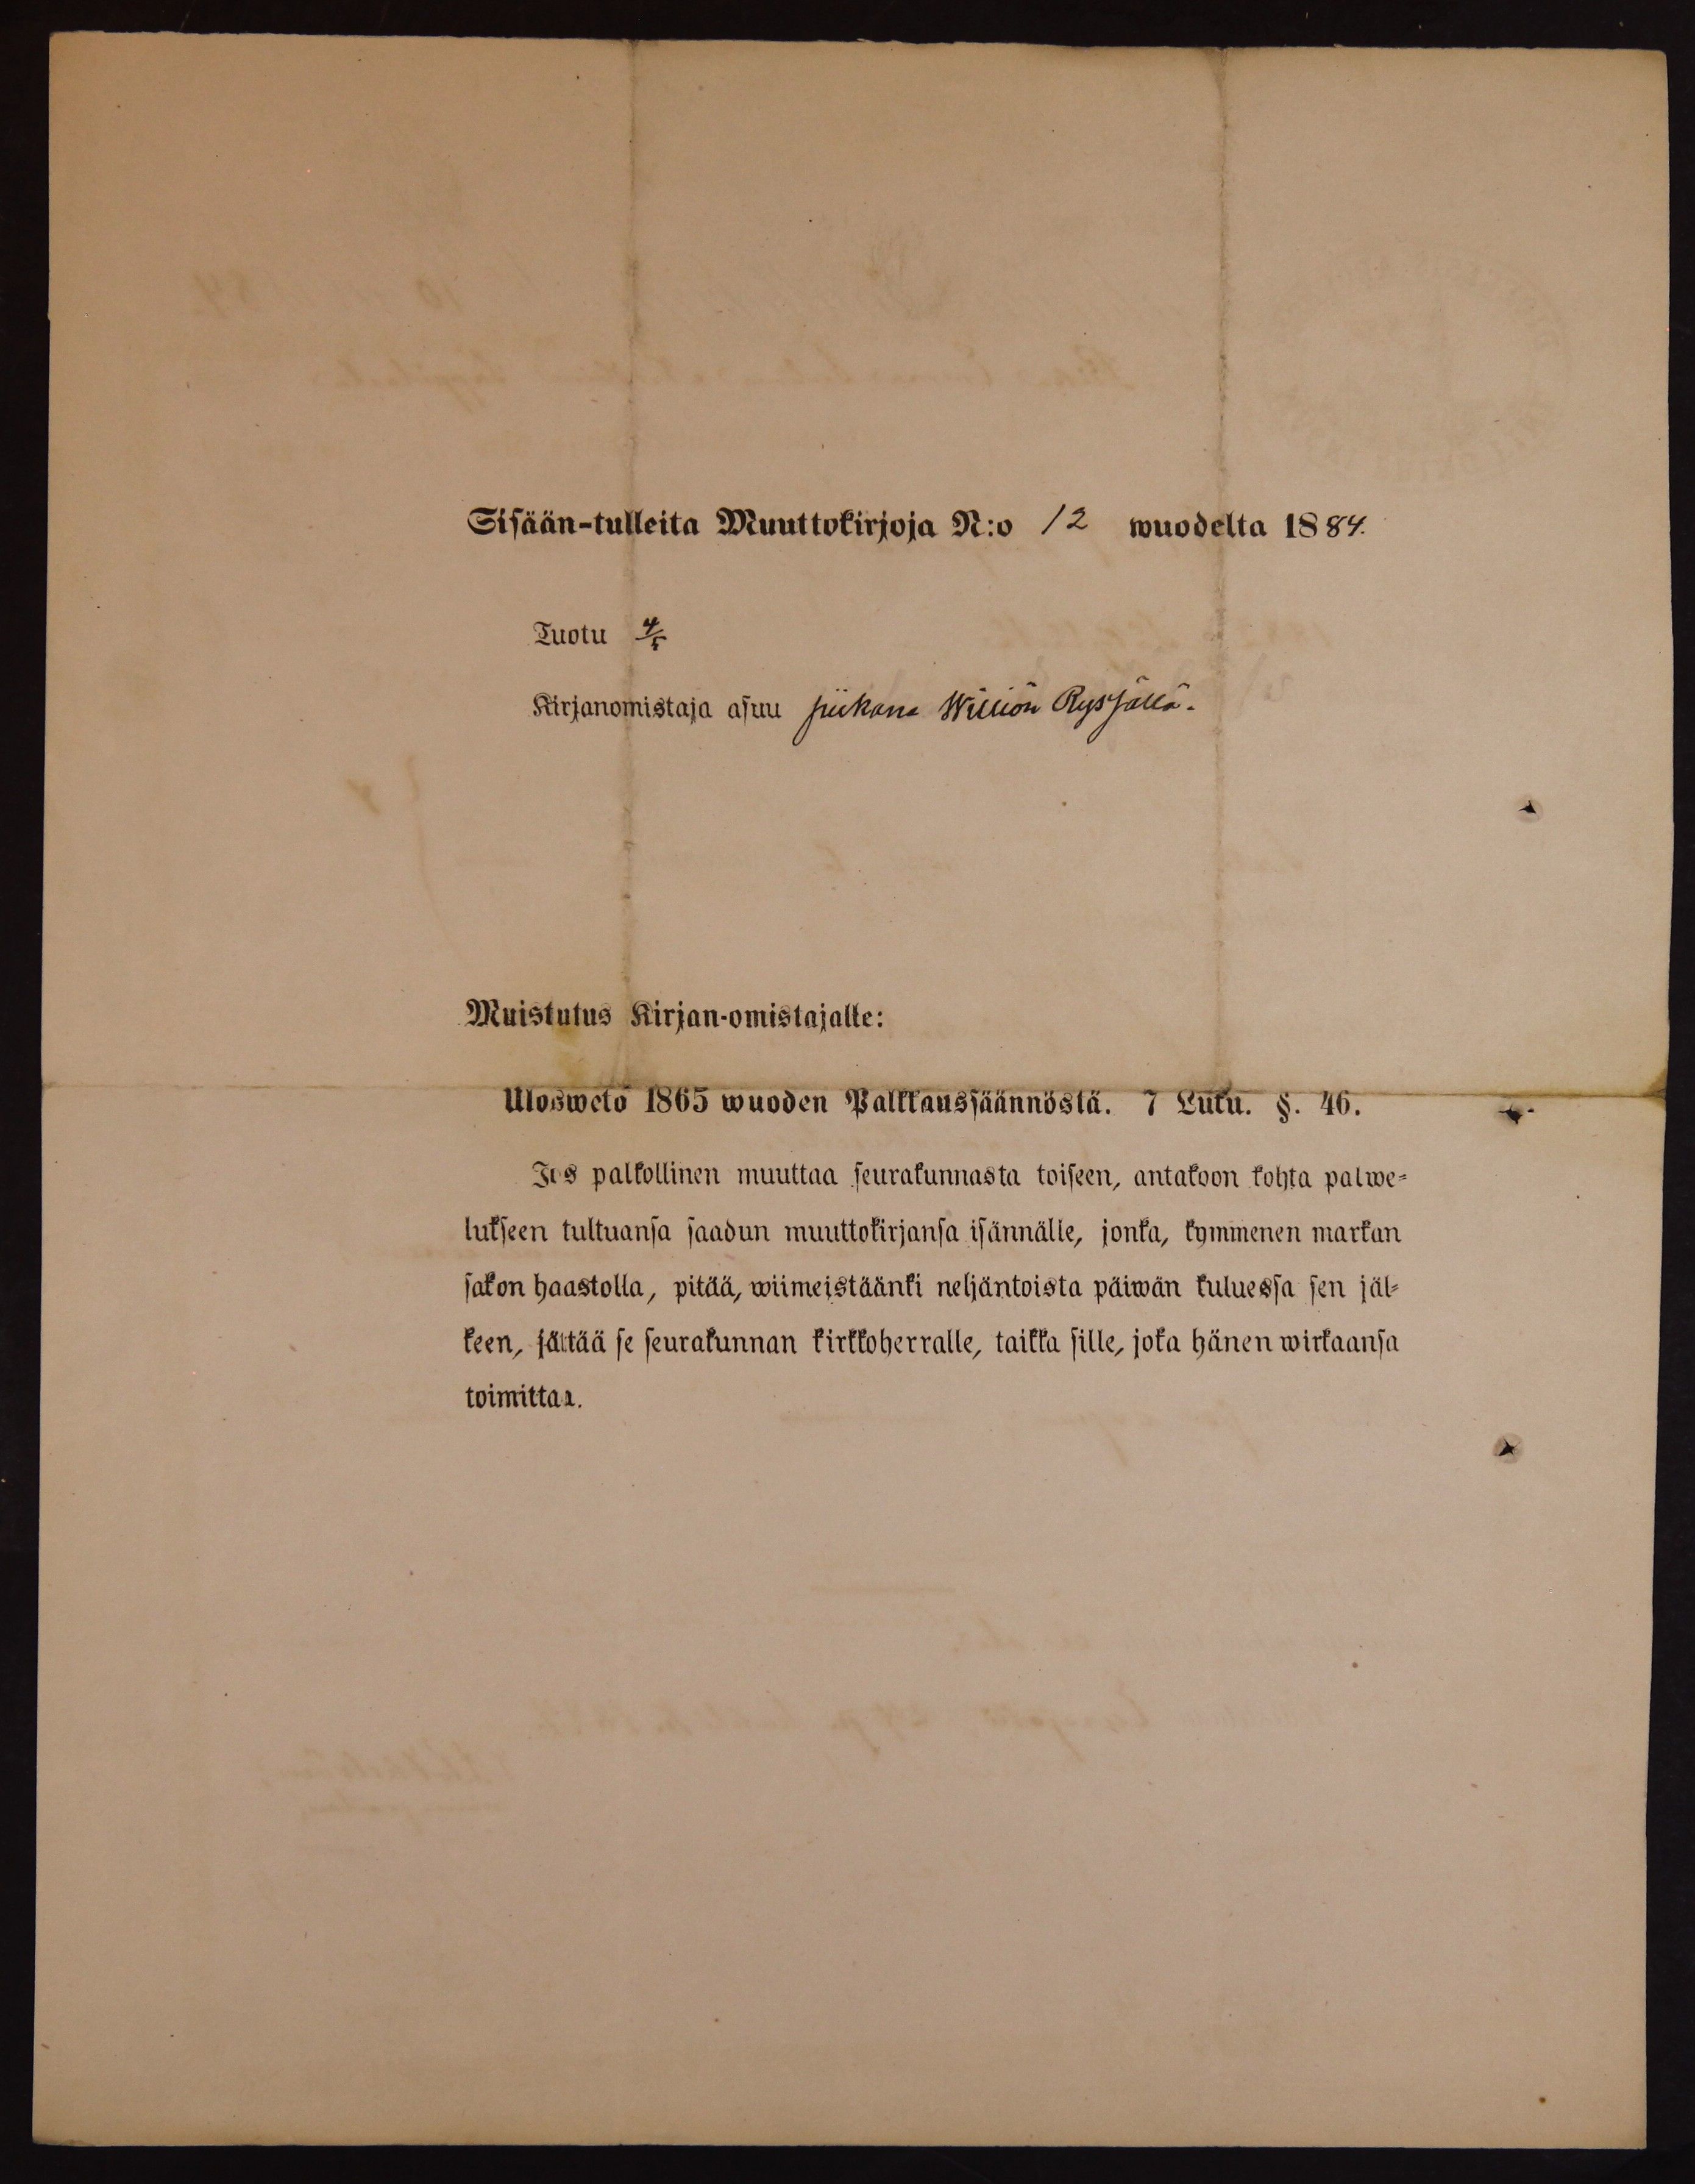 Sisään-tulleita Muuttokirjoja N:o 12 wuodelta 1884.
Tuotu 4/5
Kirjanomistaja asuu piikana Williön Rysjällä.
Muistutus Kirjan-omistajalle:
Uloswetö 1865 wuoden Palkkaussäännöstä. 7 Luku. §. 46.
Jos palkollinen muuttaa seurakunnasta toiseen, antakoon kohta palwe-
lukseen tultuansa saadun muuttokirjansa isännälle, jonka, kymmenen markan
sakon haastolla, pitää, wiimeistäänki neljäntoista päiwän kuluessa sen jäl-
keen, jättää se seurakunnan kirkkoherralle, taikka sille, joka hänen wirkaansa
toimittaa.